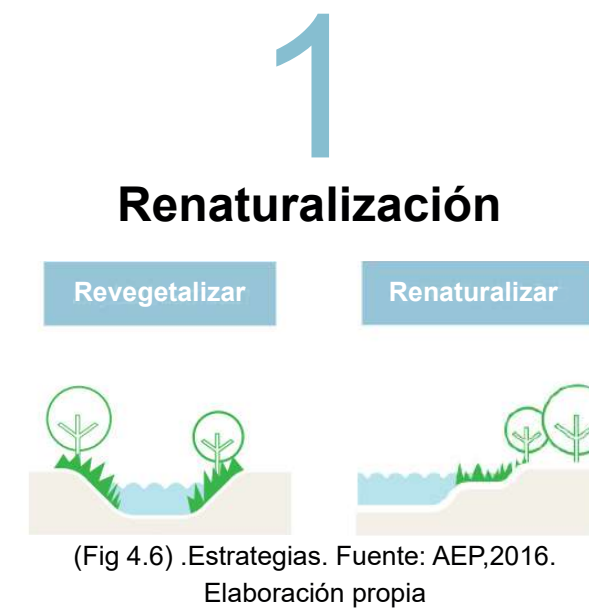 1
Renaturalización
Revegetalizar
Renaturalizar
(Fig 4.6) .Estrategias. Fuente: AEP,2016.
Elaboración propia